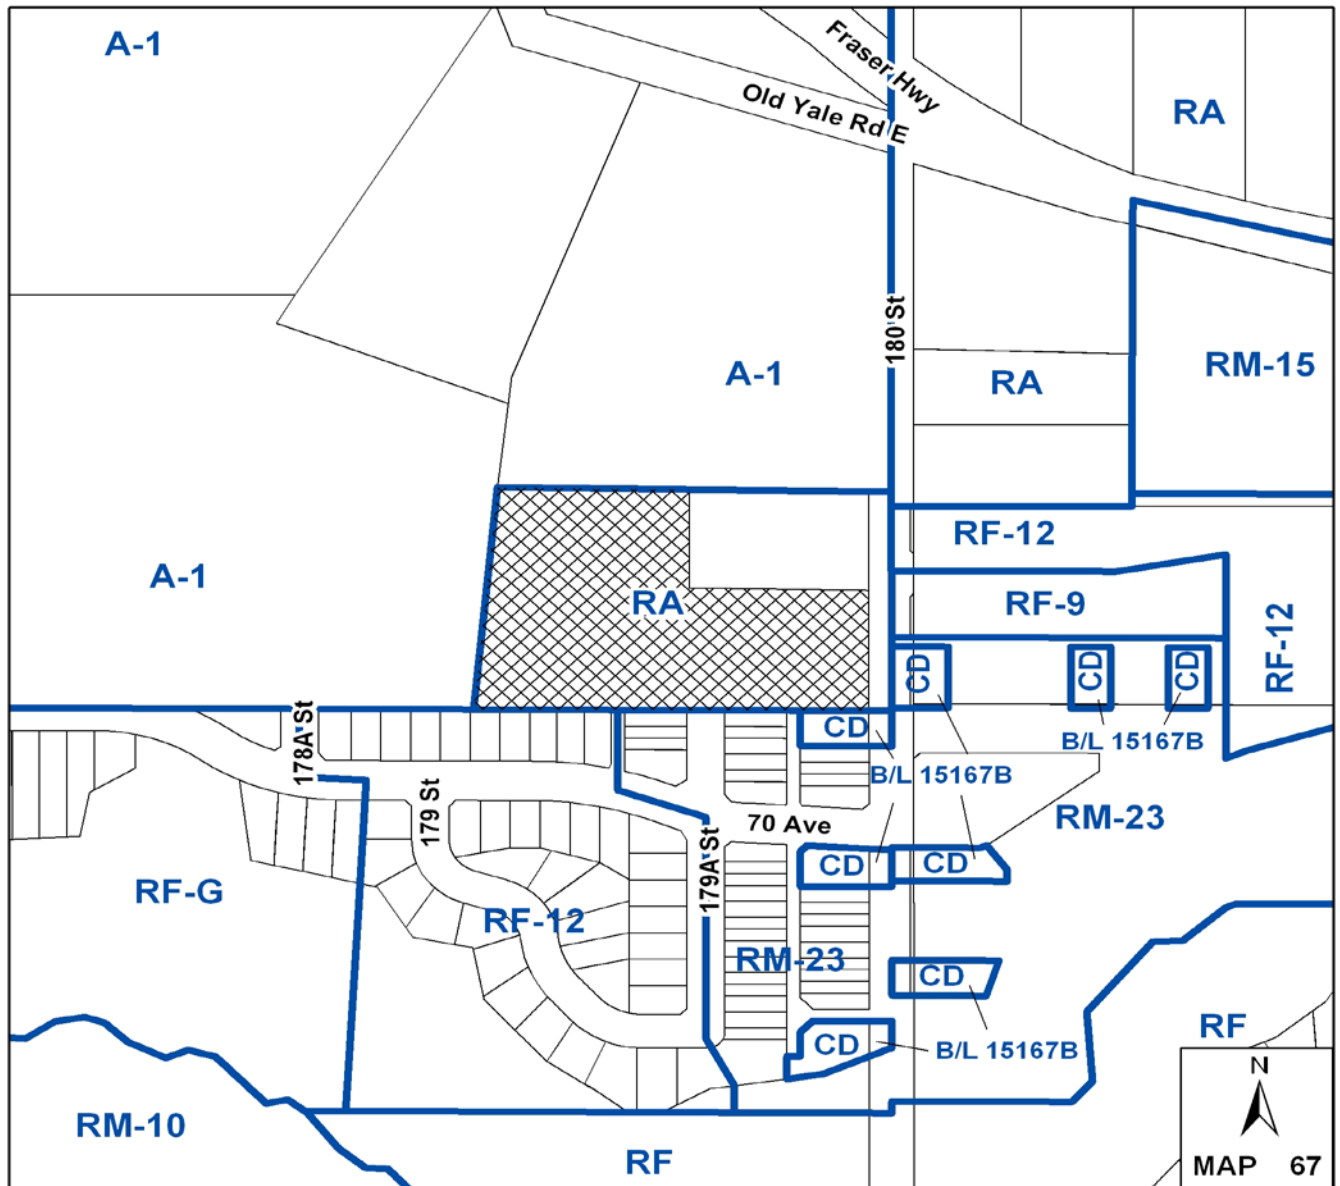 A-1
Fraser Hwy
Old Yale Rd E
RA
180 St
A-1
RA
RM-15
RF-12
A-1
RA
RF-9
RF-12
CD
CD
CD
178A St
CD
B/L 15167B
B/L 15167B
179 St
70 Ave
RM-23
179A St
CD
CD
RF-G
RF-12
RM-23
CD
RF
CD
B/L 15167B
N
RM-10
RF
MAP 67